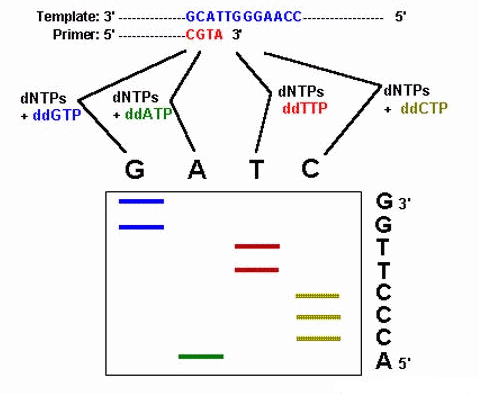 Template: 3'---------------GCATTGGGAACC------------------ 5'
Primer: 5'---------------CGTA 3'
dNTPs
+ ddGTP
dNTPs
+ ddATP
dNTPs
ddTTP
dNTPs
+ ddCTP
G A T C
G 3'
G
T
T
C
C
C
A 5'